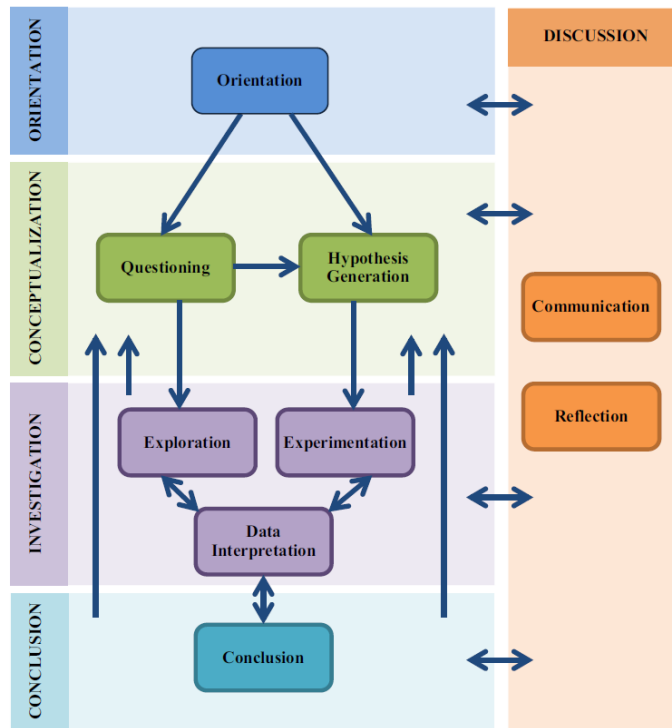 ORIENTATION
Orientation
CONCEPTUALIZATION
Questioning
Hypothesis
Generation
INVESTIGATION
Exploration
Experimentation
Data
Interpretation
CONCLUSION
Conclusion
DISCUSSION
Communication
Reflection